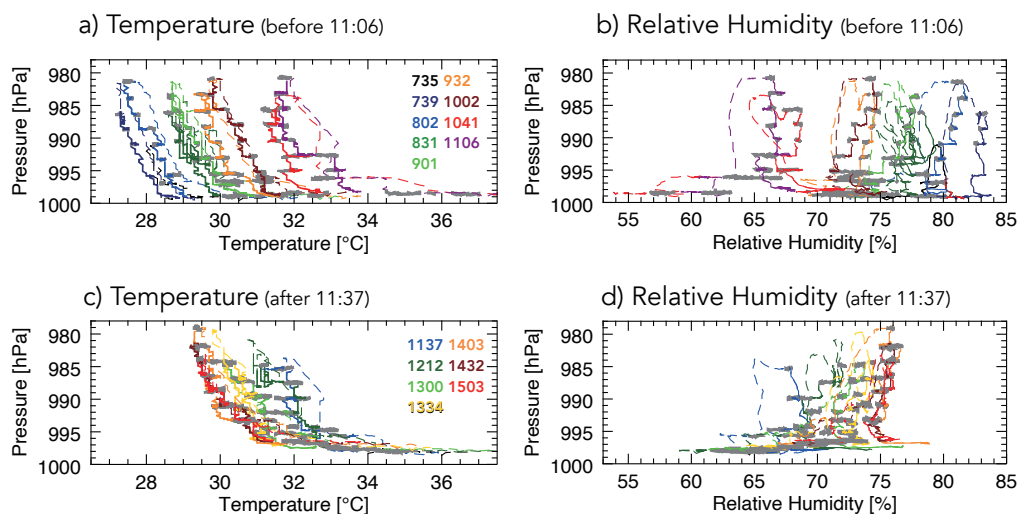 a) Temperature (before 11:06)
b) Relative Humidity (before 11:06)
Pressure [hPa]
980
985
990
995
1000
735 932
739 1002
802 1041
831 1106
901
28 30 32 34 36
Temperature [°C]
Pressure [hPa]
980
985
990
995
1000
55 60 65 70 75 80 85
Relative Humidity [%]
c) Temperature (after 11:37)
d) Relative Humidity (after 11:37)
Pressure [hPa]
980
985
990
995
1000
1137 1403
1212 1432
1300 1503
1334
28 30 32 34 36
Temperature [°C]
Pressure [hPa]
980
985
990
995
1000
55 60 65 70 75 80 85
Relative Humidity [%]